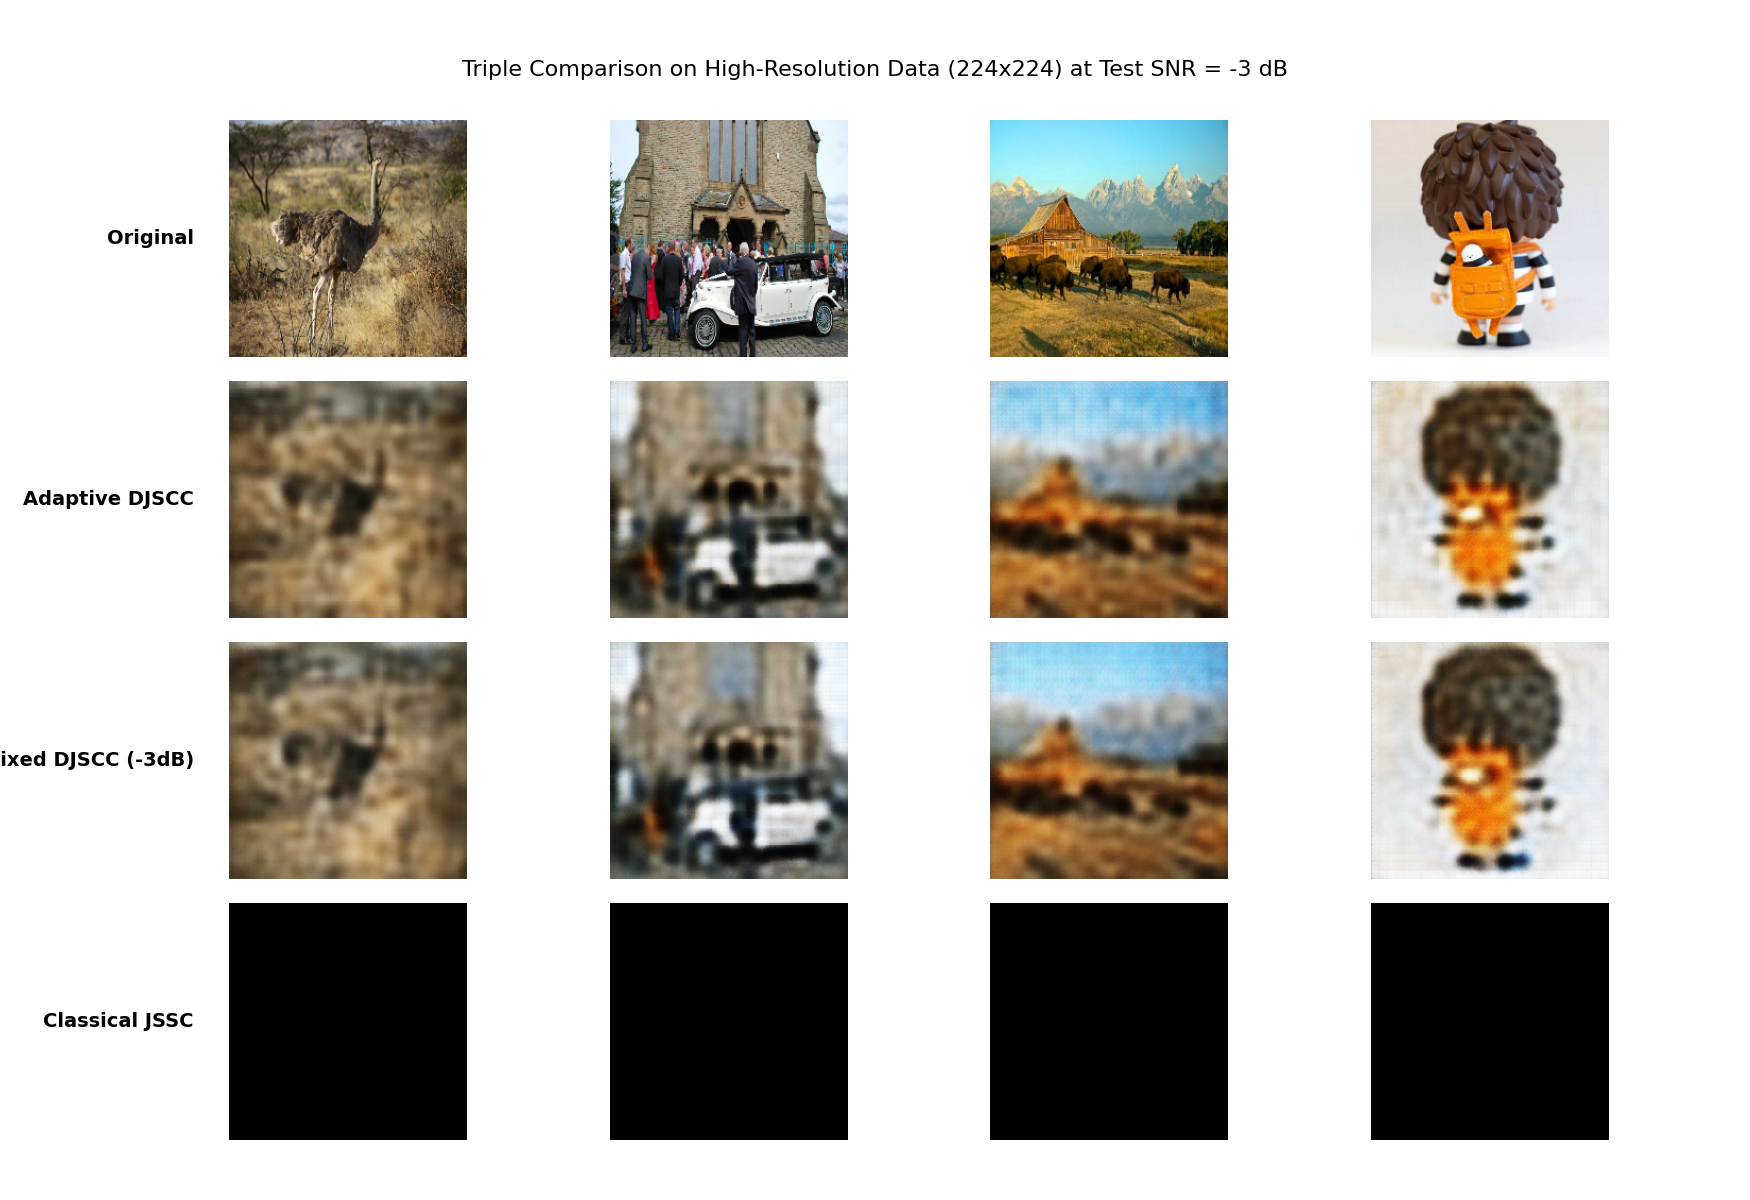 Triple Comparison on High-Resolution Data (224x224) at Test SNR = -3 dB
Original
Adaptive DJSCC
ixed DJSCC (-3dB)
Classical JSSC